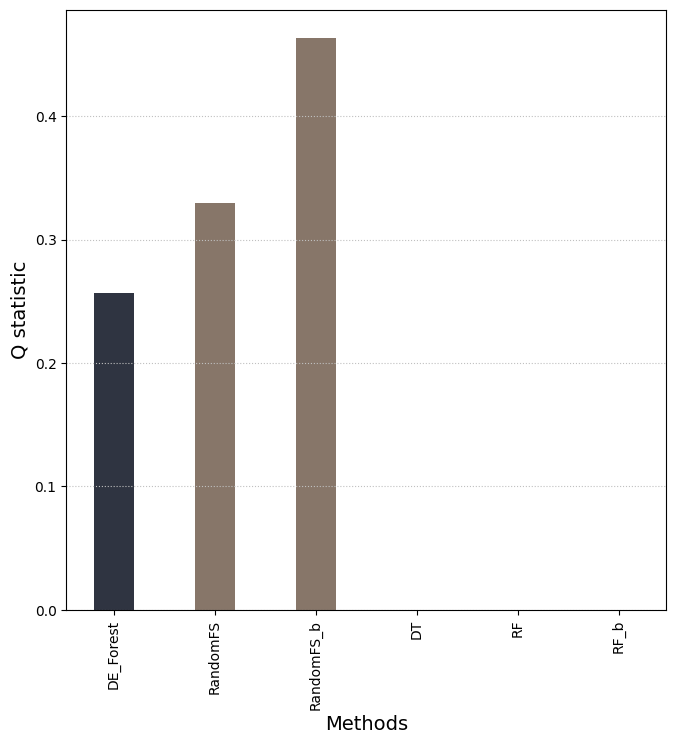 Q statistic
0.4
0.3
0.2
0.1
0.0
DE_Forest
RandomFS
RandomFS_b
DT
RF
RF_b
Methods